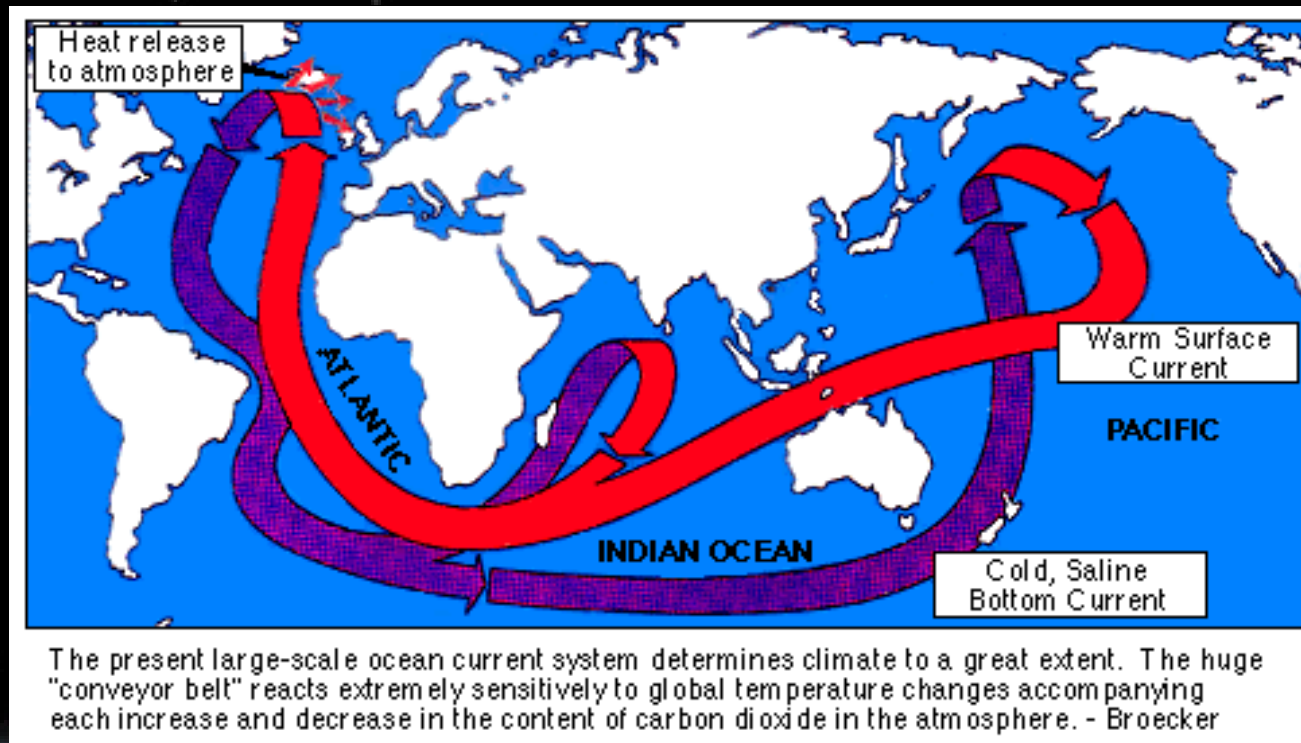 Heat release
to atmosphere
ATLANTIC
Warm Surface
Current
PACIFIC
INDIAN OCEAN
Cold, Saline
Bottom Current
The present large-scale ocean current system determines climate to a great extent. The huge
"conveyor belt" reacts extremely sensitively to global temperature changes accompanying
each increase and decrease in the content of carbon dioxide in the atmosphere. - Broecker